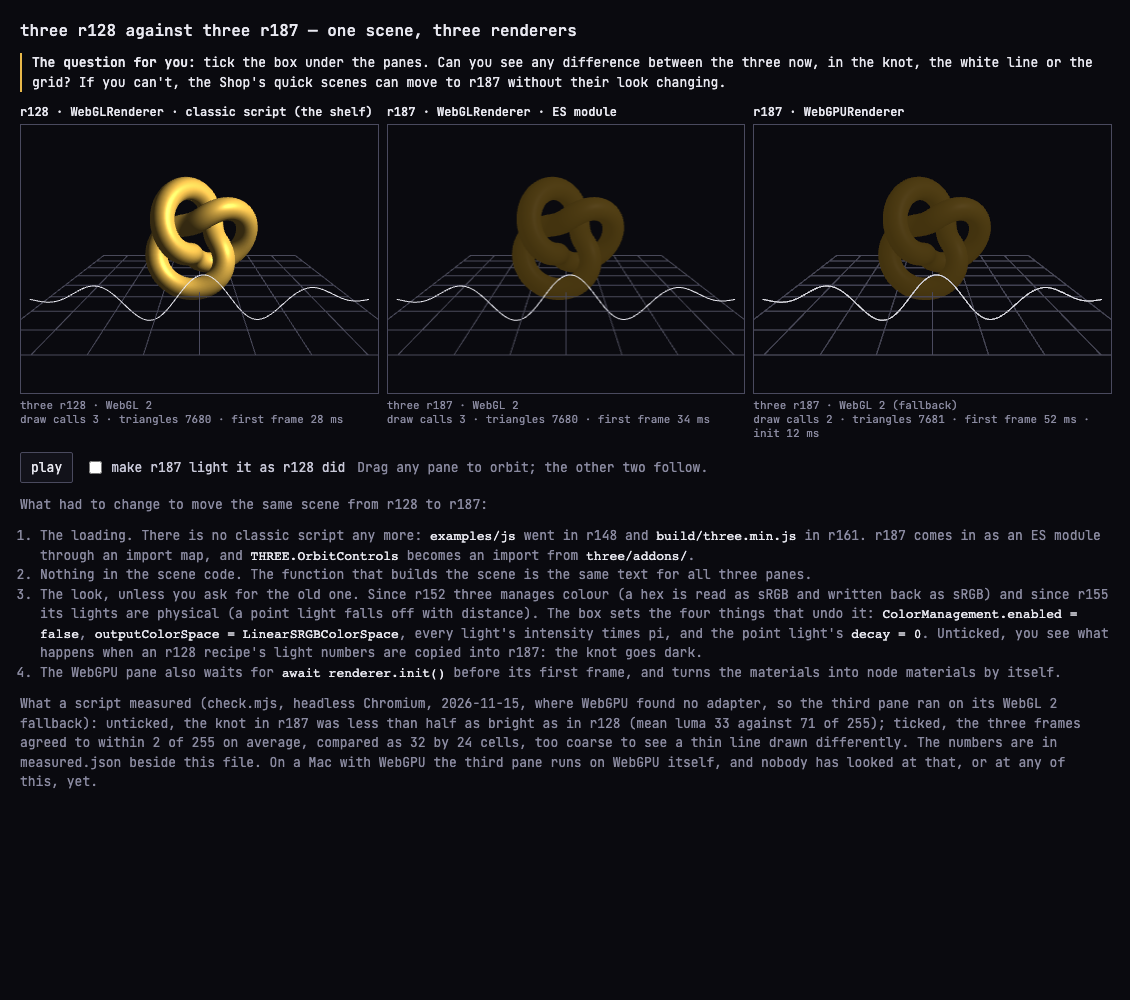 three r128 against three r187 — one scene, three renderers
The question for you: tick the box under the panes. Can you see any difference between the three now, in the knot, the white line or the
grid? If you can't, the Shop's quick scenes can move to r187 without their look changing.
r128 · WebGLRenderer · classic script (the shelf)
r187 · WebGLRenderer · ES module
r187 · WebGPURenderer
three r128 · WebGL 2
draw calls 3 · triangles 7680 · first frame 28 ms
three r187 · WebGL 2
draw calls 3 · triangles 7680 · first frame 34 ms
three r187 · WebGL 2 (fallback)
draw calls 2 · triangles 7681 · first frame 52 ms ·
init 12 ms
play make r187 light it as r128 did Drag any pane to orbit; the other two follow.
What had to change to move the same scene from r128 to r187:
1. The loading. There is no classic script any more: examples/js went in r148 and build/three.min.js in r161. r187 comes in as an ES module
through an import map, and THREE.OrbitControls becomes an import from three/addons/.
2. Nothing in the scene code. The function that builds the scene is the same text for all three panes.
3. The look, unless you ask for the old one. Since r152 three manages colour (a hex is read as sRGB and written back as sRGB) and since r155
its lights are physical (a point light falls off with distance). The box sets the four things that undo it: ColorManagement.enabled =
false, outputColorSpace = LinearSRGBColorSpace, every light's intensity times pi, and the point light's decay = 0. Unticked, you see what
happens when an r128 recipe's light numbers are copied into r187: the knot goes dark.
4. The WebGPU pane also waits for await renderer.init() before its first frame, and turns the materials into node materials by itself.
What a script measured (check.mjs, headless Chromium, 2026-11-15, where WebGPU found no adapter, so the third pane ran on its WebGL 2
fallback): unticked, the knot in r187 was less than half as bright as in r128 (mean luma 33 against 71 of 255); ticked, the three frames
agreed to within 2 of 255 on average, compared as 32 by 24 cells, too coarse to see a thin line drawn differently. The numbers are in
measured.json beside this file. On a Mac with WebGPU the third pane runs on WebGPU itself, and nobody has looked at that, or at any of
this, yet.